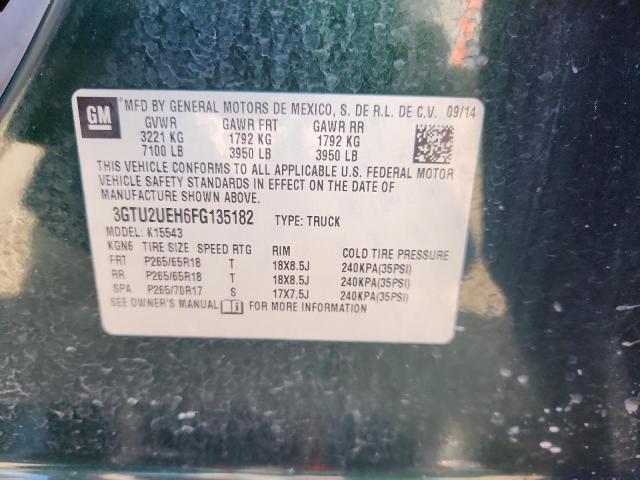 GM
MFD BY GENERAL MOTORS DE MEXICO, S. DE R.L. DE C.V. 09/14
GVWR GAWR FRT GAWR RR
3221 KG 1792 KG 1792 KG
7100 LB 3950 LB 3950 LB
THIS VEHICLE CONFORMS TO ALL APPLICABLE U.S. FEDERAL MOTOR
VEHICLE SAFETY STANDARDS IN EFFECT ON THE DATE OF
MANUFACTURE SHOWN ABOVE.
3GTU2UEH6FG135182 TYPE: TRUCK
MODEL: K15543
KGN6 TIRE SIZE SPEED RTG RIM COLD TIRE PRESSURE
FRT P265/65R18 T 18X8.5J 240KPA(35PSI)
RR P265/65R18 T 18X8.5J 240KPA(35PSI)
SPA P265/70R17 S 17X7.5J 240KPA(35PSI)
SEE OWNER'S MANUAL FOR MORE INFORMATION